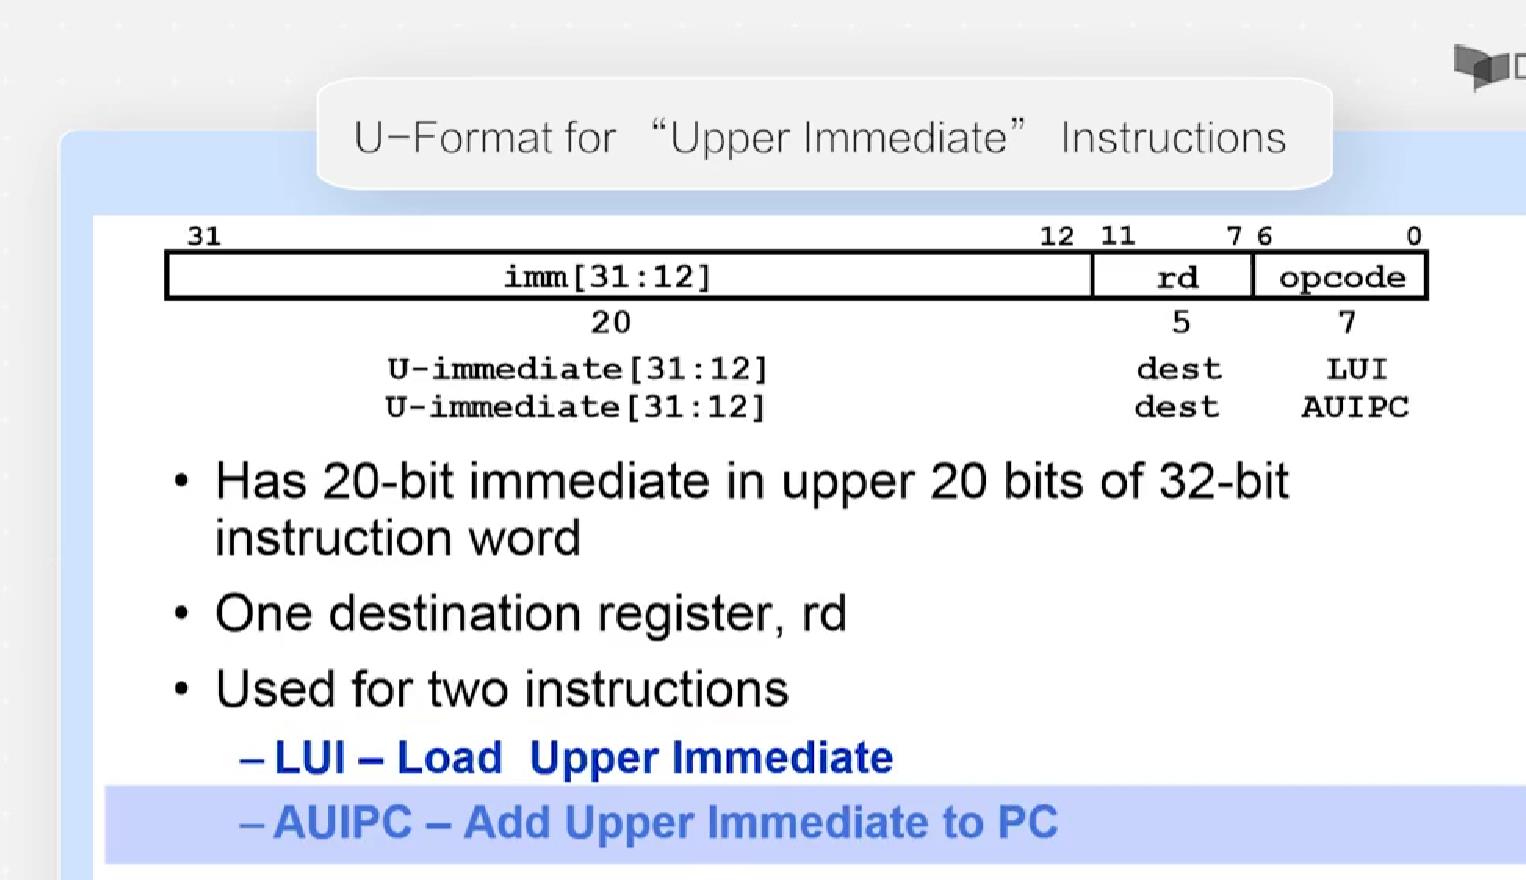 U-Format for “Upper Immediate” Instructions
31 12 11 7 6 0
imm[31:12] rd opcode
20 5 7
U-immediate[31:12] dest LUI
U-immediate[31:12] dest AUIPC
• Has 20-bit immediate in upper 20 bits of 32-bit
instruction word
• One destination register, rd
• Used for two instructions
– LUI – Load Upper Immediate
– AUIPC – Add Upper Immediate to PC